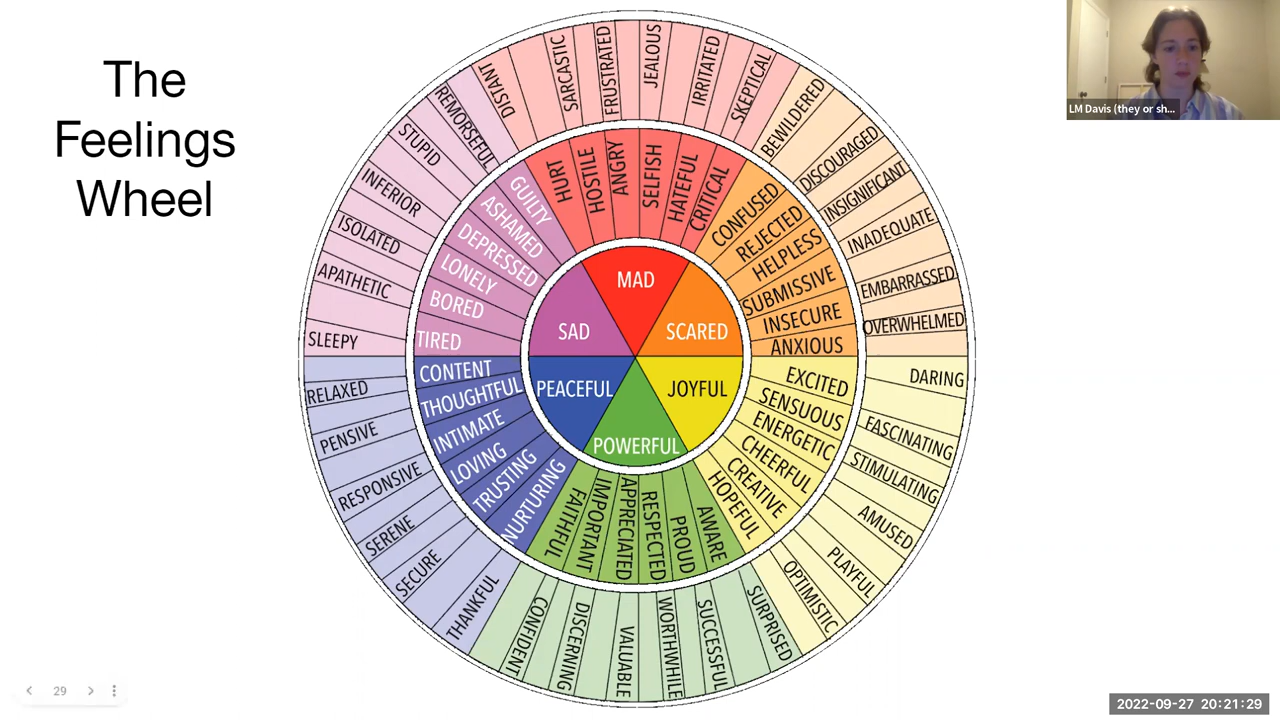 The
Feelings
Wheel
LM Davis (they or sh...
MAD
SCARED
JOYFUL
POWERFUL
PEACEFUL
SAD
HURT
HOSTILE
ANGRY
SELFISH
HATEFUL
CRITICAL
CONFUSED
REJECTED
HELPLESS
SUBMISSIVE
INSECURE
ANXIOUS
EXCITED
SENSUOUS
ENERGETIC
CHEERFUL
CREATIVE
HOPEFUL
AWARE
PROUD
RESPECTED
APPRECIATED
IMPORTANT
FAITHFUL
NURTURING
TRUSTING
LOVING
INTIMATE
THOUGHTFUL
CONTENT
TIRED
BORED
LONELY
DEPRESSED
ASHAMED
GUILTY
DISTANT
SARCASTIC
FRUSTRATED
JEALOUS
IRRITATED
SKEPTICAL
BEWILDERED
DISCOURAGED
INSIGNIFICANT
INADEQUATE
EMBARRASSED
OVERWHELMED
DARING
FASCINATING
STIMULATING
AMUSED
PLAYFUL
OPTIMISTIC
SURPRISED
SUCCESSFUL
WORTHWHILE
VALUABLE
DISCERNING
CONFIDENT
THANKFUL
SECURE
SERENE
RESPONSIVE
PENSIVE
RELAXED
SLEEPY
APATHETIC
ISOLATED
INFERIOR
STUPID
REMORSEFUL
29
2022-09-27 20:21:29